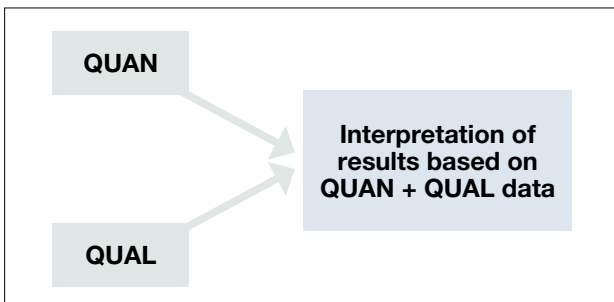 QUAN
Interpretation of
results based on
QUAN + QUAL data
QUAL